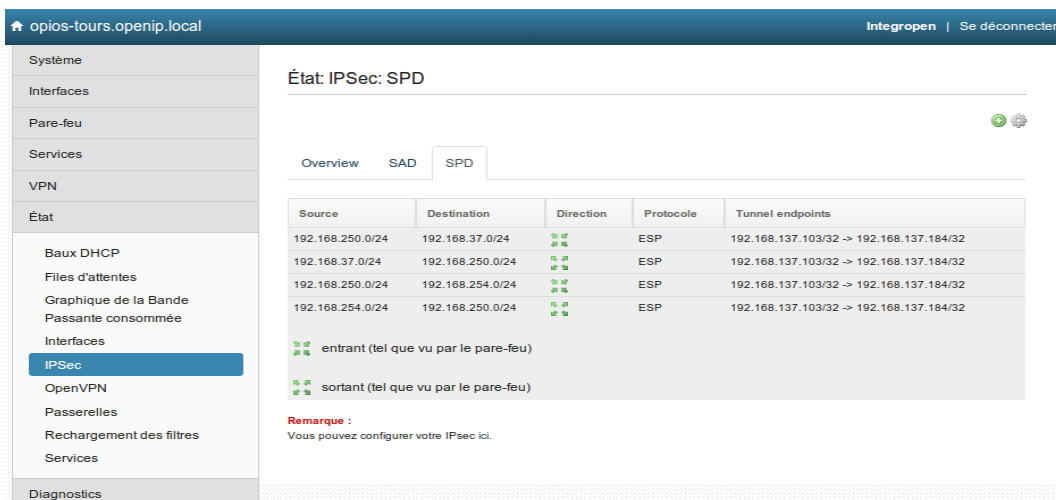 opios-tours.openip.local
Integropen | Se déconnecter
Système
Interfaces
Pare-feu
Services
VPN
État
Baux DHCP
Files d'attentes
Graphique de la Bande
Passante consommée
Interfaces
IPSec
OpenVPN
Passerelles
Rechargement des filtres
Services
Diagnostics
État: IPSec: SPD
Overview SAD SPD
Source Destination Direction Protocole Tunnel endpoints
192.168.250.0/24 192.168.37.0/24 ESP 192.168.137.103/32 -> 192.168.137.184/32
192.168.37.0/24 192.168.250.0/24 ESP 192.168.137.103/32 -> 192.168.137.184/32
192.168.250.0/24 192.168.254.0/24 ESP 192.168.137.103/32 -> 192.168.137.184/32
192.168.254.0/24 192.168.250.0/24 ESP 192.168.137.103/32 -> 192.168.137.184/32
entrant (tel que vu par le pare-feu)
sortant (tel que vu par le pare-feu)
Remarque :
Vous pouvez configurer votre IPsec ici.